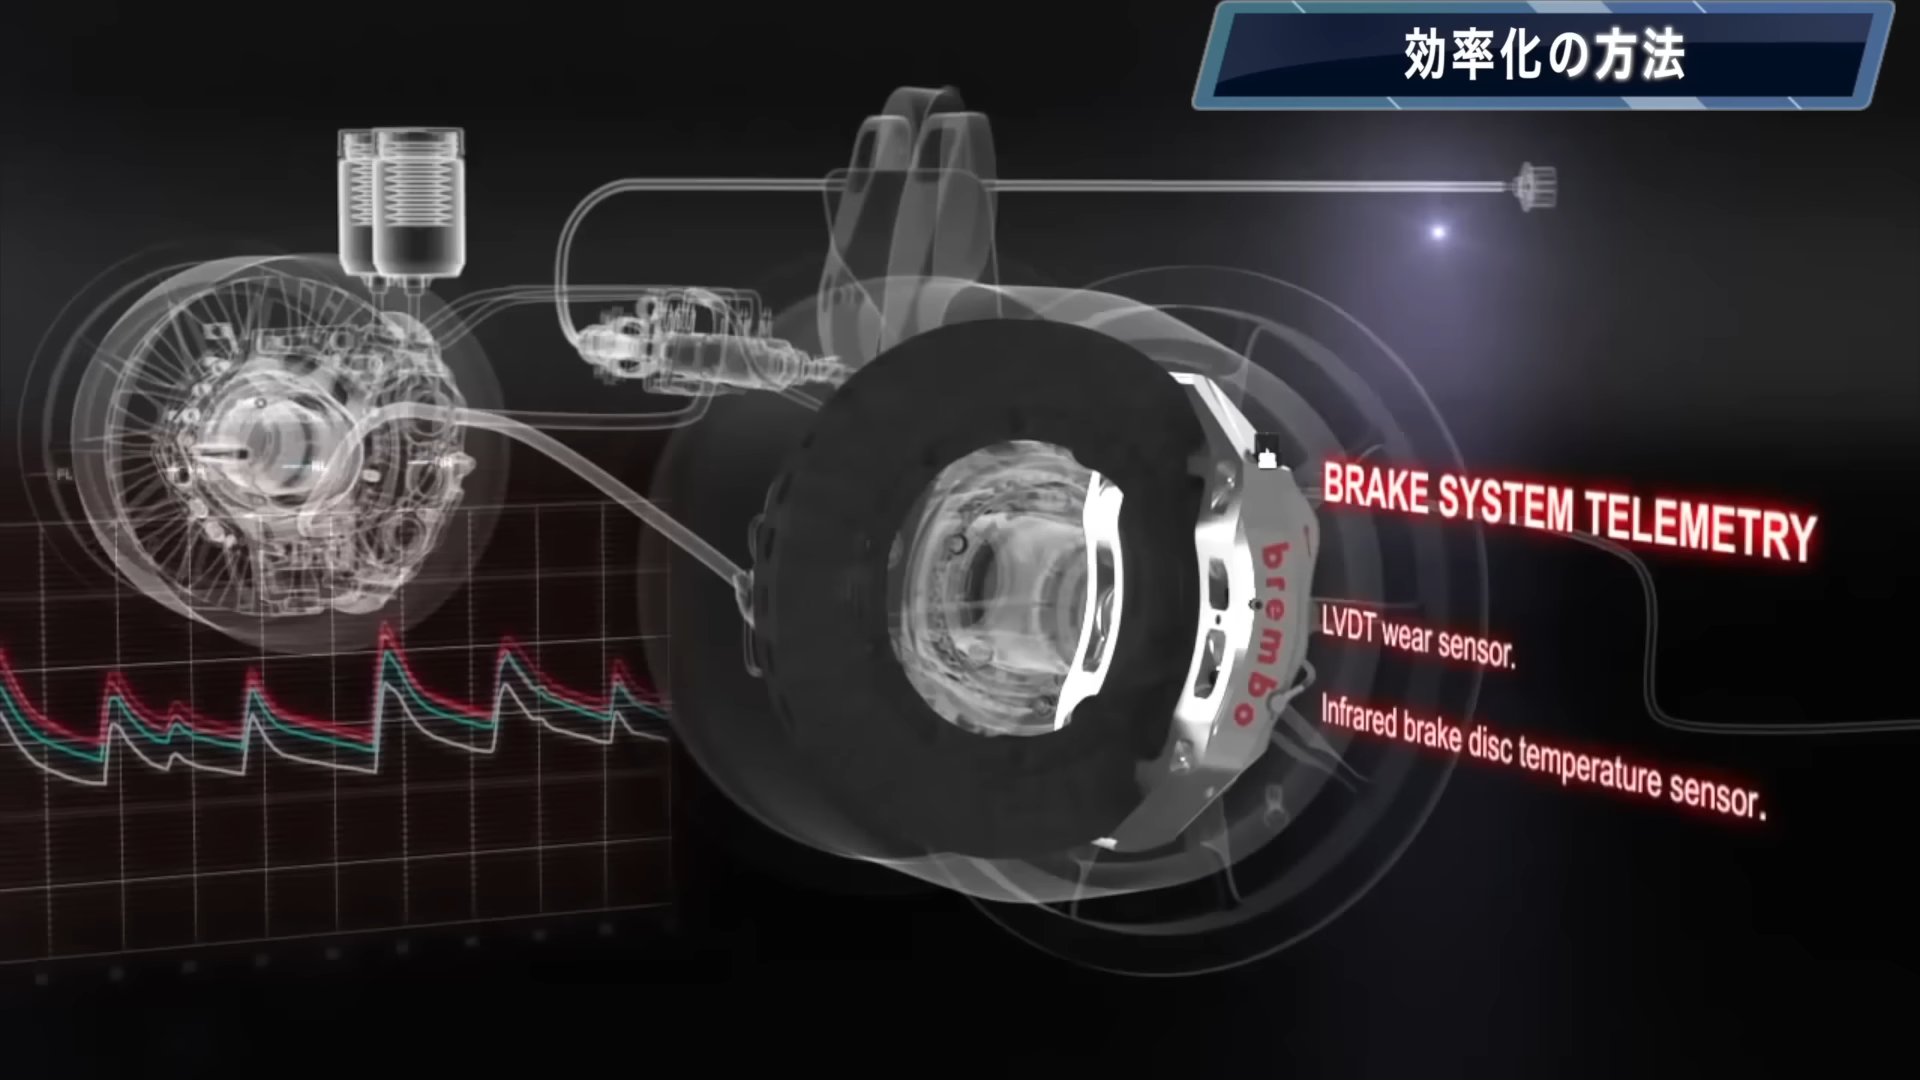 効率化の方法
BRAKE SYSTEM TELEMETRY
brembo
LVDT wear sensor.
Infrared brake disc temperature sensor.